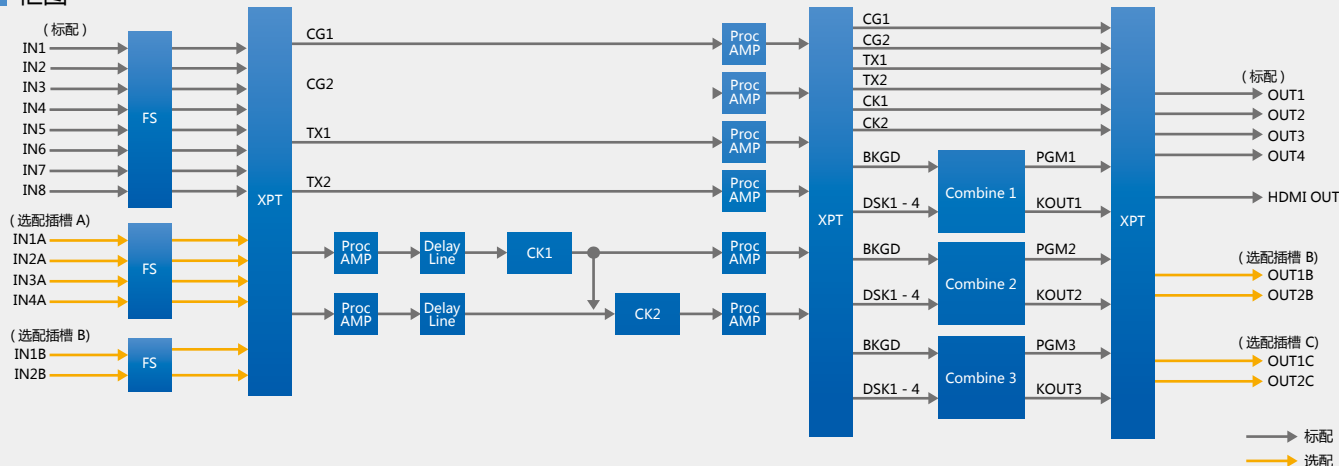 框图
(标配)
IN1
IN2
IN3
IN4
IN5
IN6
IN7
IN8
FS
(选配插槽 A)
IN1A
IN2A
IN3A
IN4A
FS
(选配插槽 B)
IN1B
IN2B
FS
XPT
CG1
CG2
TX1
TX2
Proc
AMP
Delay
Line
CK1
Proc
AMP
Delay
Line
CK2
Proc
AMP
Proc
AMP
Proc
AMP
Proc
AMP
Proc
AMP
Proc
AMP
XPT
CG1
CG2
TX1
TX2
CK1
CK2
BKGD
DSK1 - 4
Combine 1
PGM1
KOUT1
BKGD
DSK1 - 4
Combine 2
PGM2
KOUT2
BKGD
DSK1 - 4
Combine 3
PGM3
KOUT3
XPT
(标配)
OUT1
OUT2
OUT3
OUT4
HDMI OUT
(选配插槽 B)
OUT1B
OUT2B
(选配插槽 C)
OUT1C
OUT2C
标配
选配